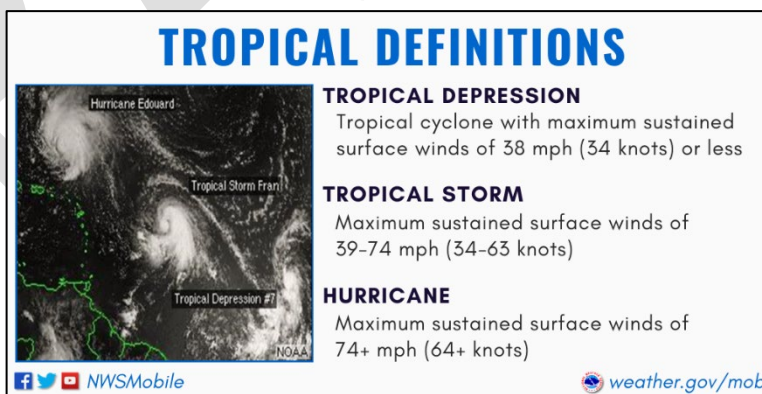 TROPICAL DEFINITIONS
Hurricane Edouard
Tropical Storm Fran
Tropical Depression #7
NOAA
TROPICAL DEPRESSION
Tropical cyclone with maximum sustained
surface winds of 38 mph (34 knots) or less
TROPICAL STORM
Maximum sustained surface winds of
39-74 mph (34-63 knots)
HURRICANE
Maximum sustained surface winds of
74+ mph (64+ knots)
NWSMobile
weather.gov/mob